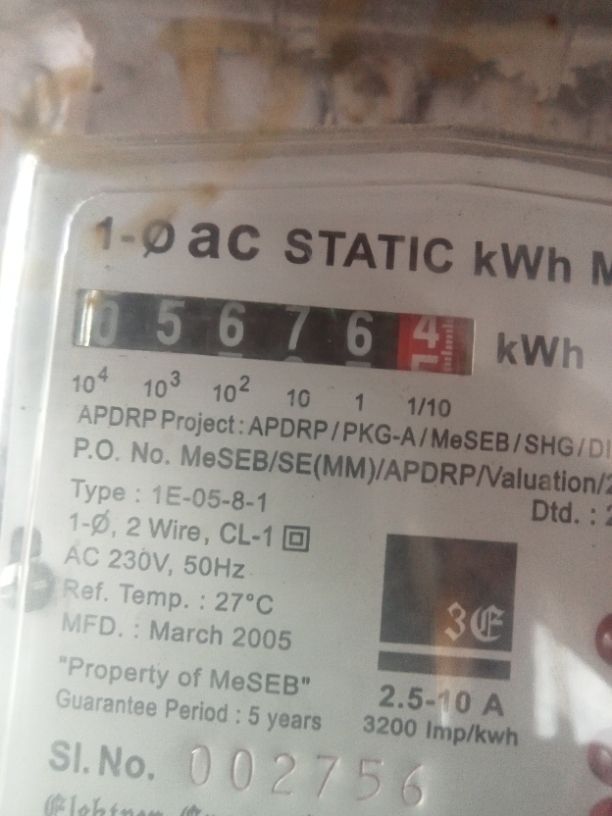 1-Ø ac STATIC kWh M
0 5 6 7 6 4 kWh
10⁴ 10³ 10² 10 1 1/10
APDRP Project : APDRP/PKG-A/MeSEB/SHG/DI
P.O. No. MeSEB/SE(MM)/APDRP/Valuation/2
Dtd. : 2
Type : 1E-05-8-1
1-Ø, 2 Wire, CL-1
AC 230V, 50Hz
Ref. Temp. : 27°C
MFD. : March 2005
3E
"Property of MeSEB"
Guarantee Period : 5 years
2.5-10 A
3200 Imp/kwh
Sl. No. 002756